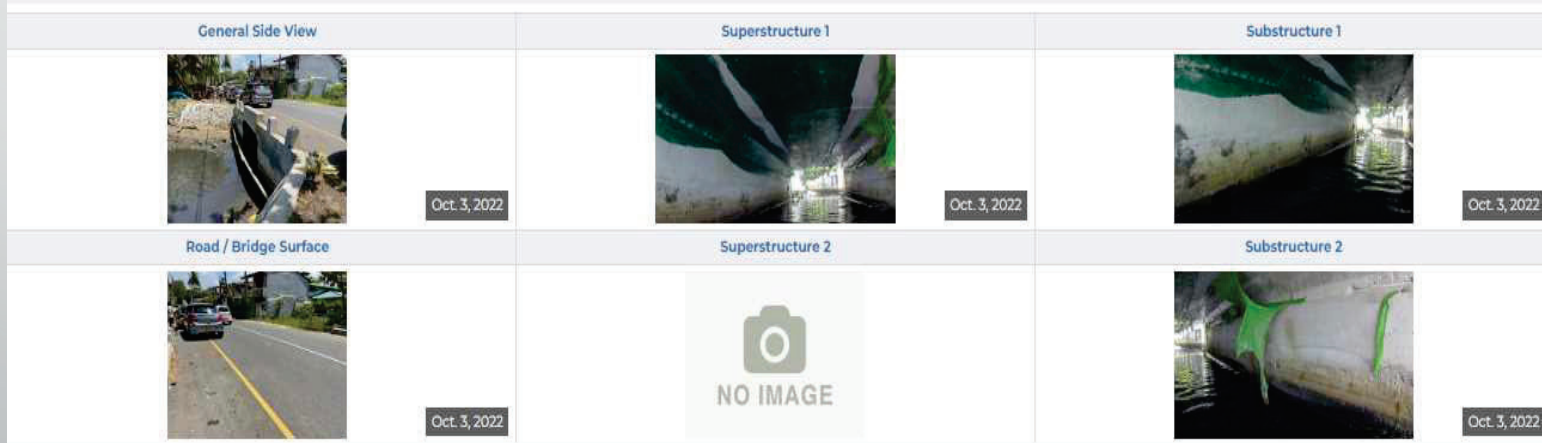 General Side View
Superstructure 1
Substructure 1
Oct. 3, 2022
Oct. 3, 2022
Oct. 3, 2022
Road / Bridge Surface
Superstructure 2
Substructure 2
NO IMAGE
Oct. 3, 2022
Oct. 3, 2022